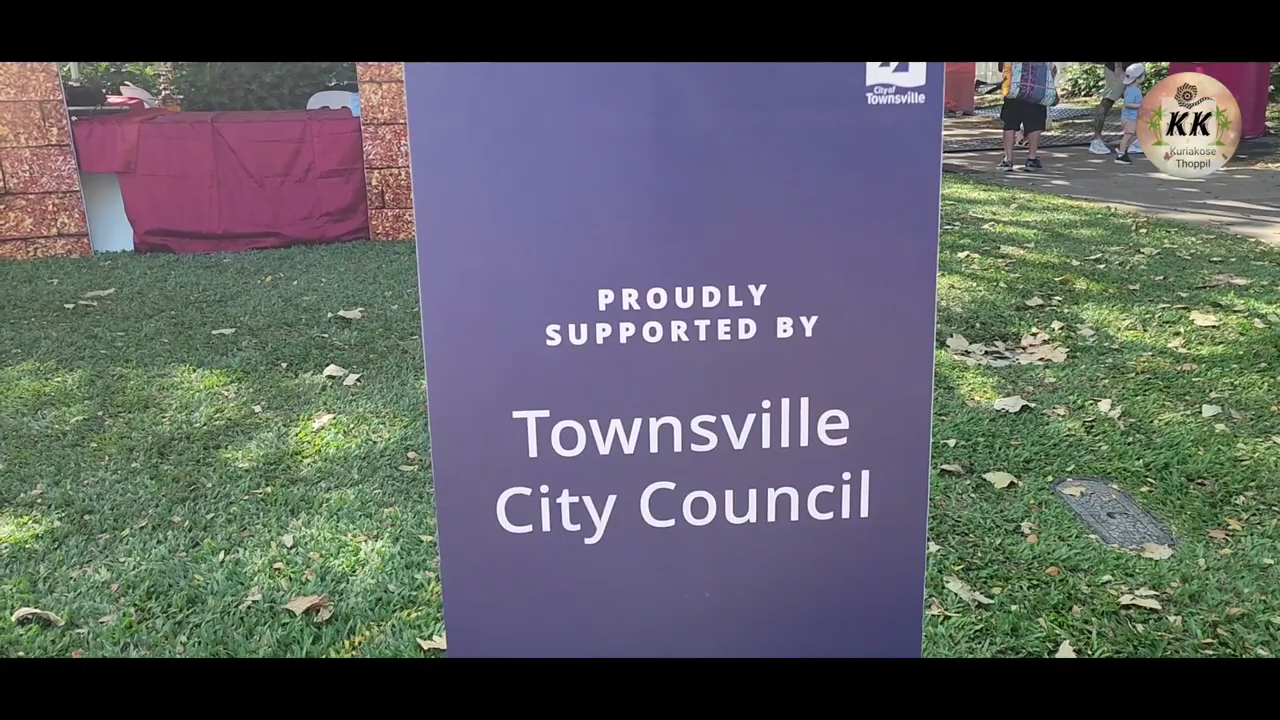 City of
Townsville
KK
Kuriakose
Thoppil
PROUDLY
SUPPORTED BY
Townsville
City Council